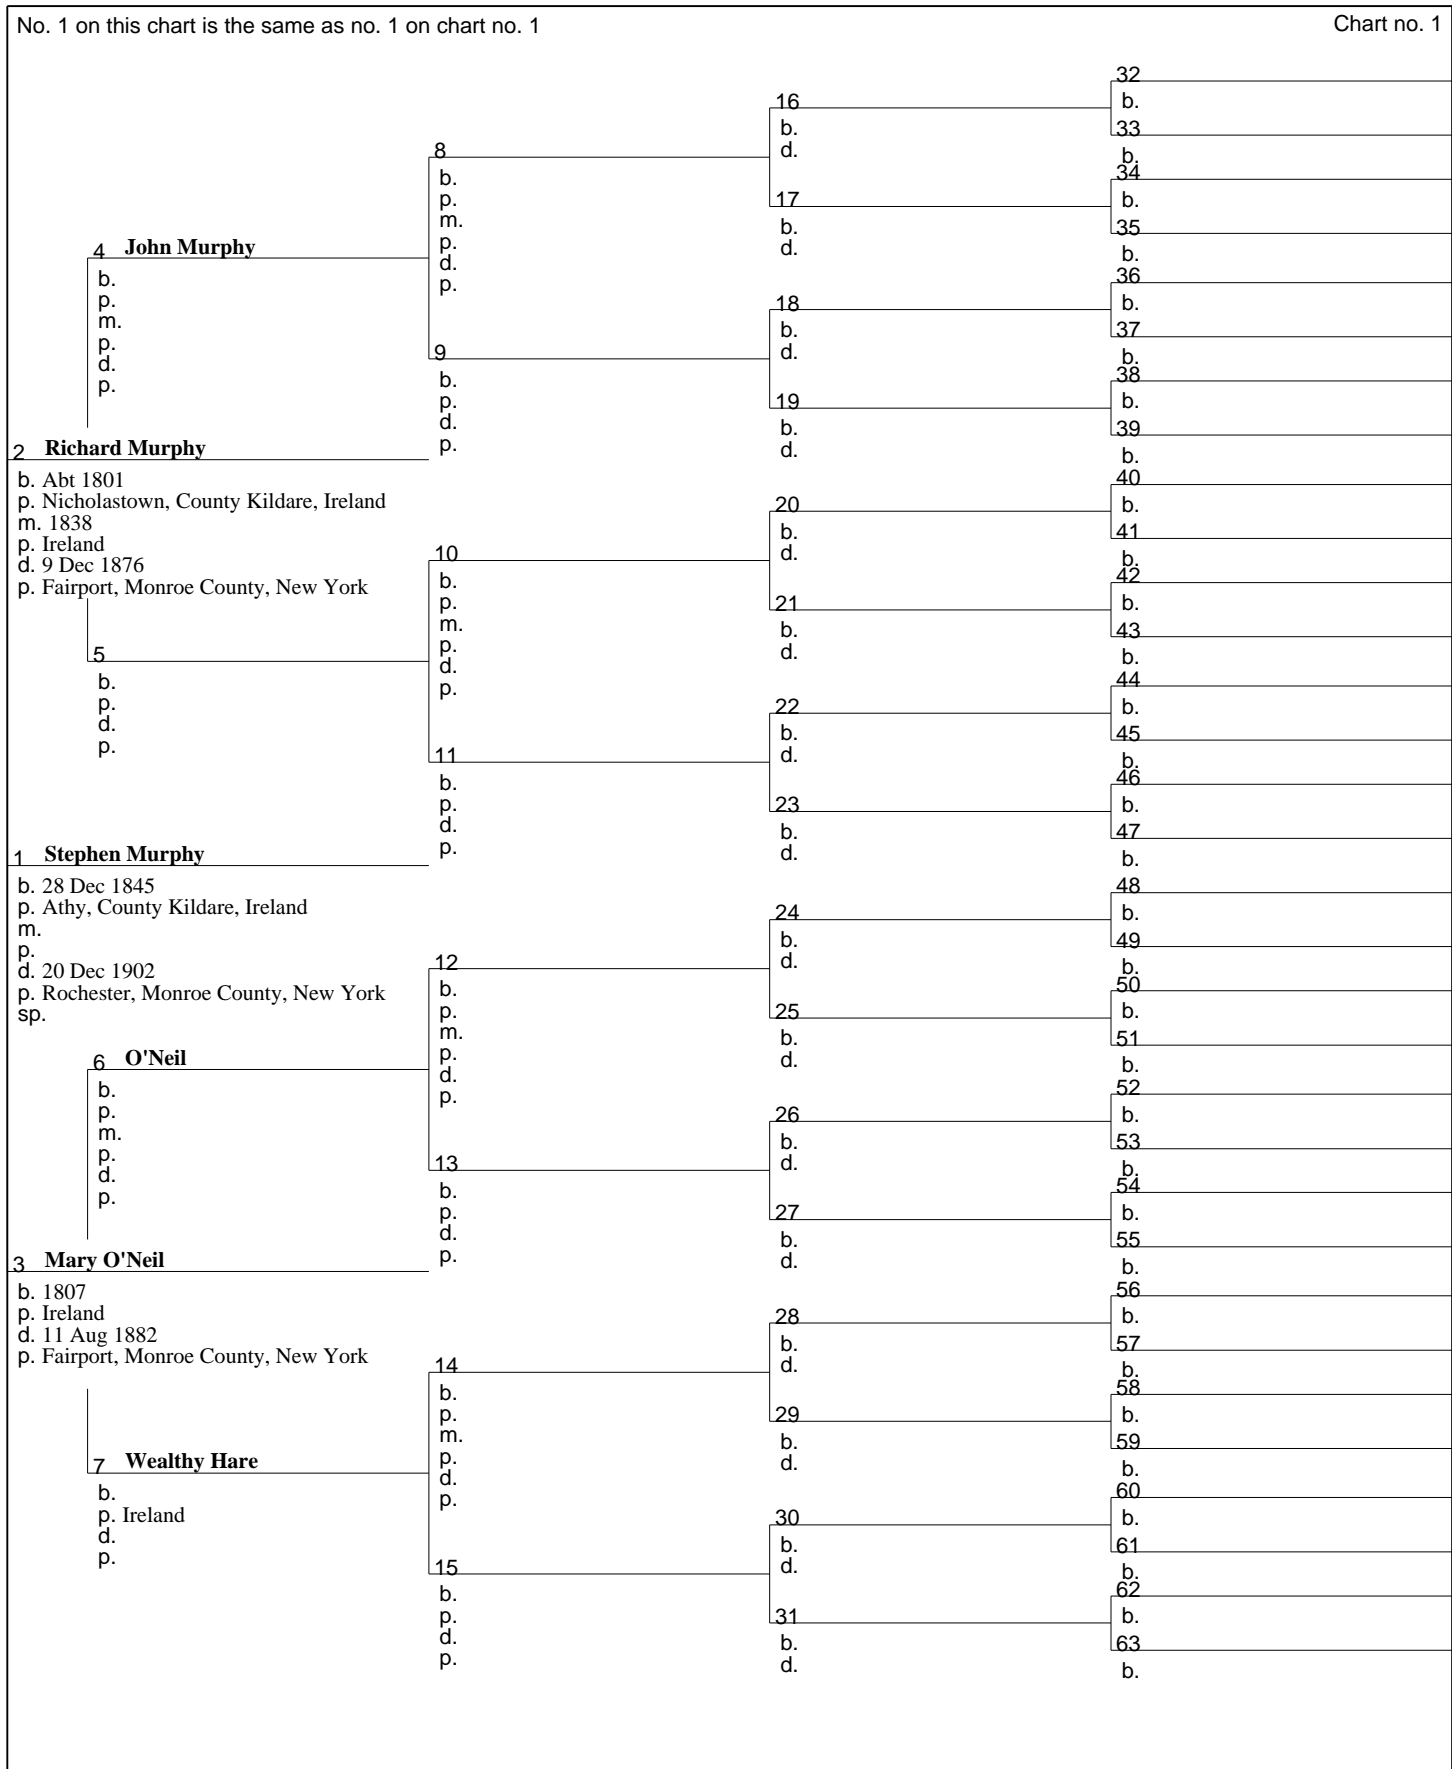 No. 1 on this chart is the same as no. 1 on chart no. 1
Chart no. 1
4 John Murphy
b.
p.
m.
p.
d.
p.
2 Richard Murphy
b. Abt 1801
p. Nicholastown, County Kildare, Ireland
m. 1838
p. Ireland
d. 9 Dec 1876
p. Fairport, Monroe County, New York
5
b.
p.
d.
p.
1 Stephen Murphy
b. 28 Dec 1845
p. Athy, County Kildare, Ireland
m.
p.
d. 20 Dec 1902
p. Rochester, Monroe County, New York
sp.
6 O'Neil
b.
p.
m.
p.
d.
p.
3 Mary O'Neil
b. 1807
p. Ireland
d. 11 Aug 1882
p. Fairport, Monroe County, New York
7 Wealthy Hare
b.
p. Ireland
d.
p.
8
b.
p.
m.
p.
d.
p.
9
b.
p.
d.
p.
10
b.
p.
m.
p.
d.
p.
11
b.
p.
d.
p.
12
b.
p.
m.
p.
d.
p.
13
b.
p.
d.
p.
14
b.
p.
m.
p.
d.
p.
15
b.
p.
d.
p.
16
b.
d.
17
b.
d.
18
b.
d.
19
b.
d.
20
b.
d.
21
b.
d.
22
b.
d.
23
b.
d.
24
b.
d.
25
b.
d.
26
b.
d.
27
b.
d.
28
b.
d.
29
b.
d.
30
b.
d.
31
b.
d.
32
b.
33
b.
34
b.
35
b.
36
b.
37
b.
38
b.
39
b.
40
b.
41
b.
42
b.
43
b.
44
b.
45
b.
46
b.
47
b.
48
b.
49
b.
50
b.
51
b.
52
b.
53
b.
54
b.
55
b.
56
b.
57
b.
58
b.
59
b.
60
b.
61
b.
62
b.
63
b.